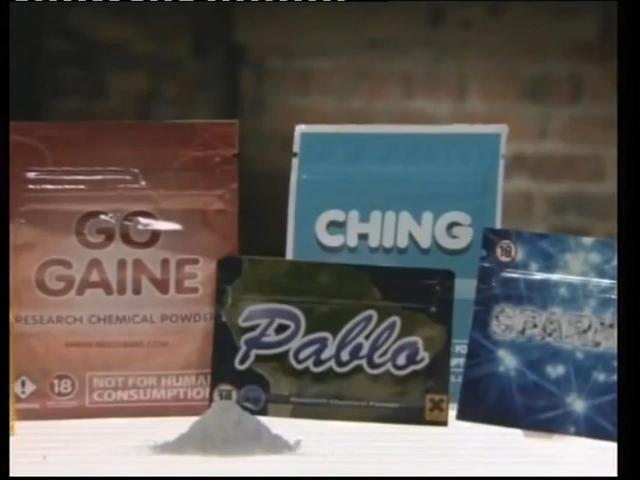 GO
GAINE
RESEARCH CHEMICAL POWDER
18
NOT FOR HUMAN
CONSUMPTION
CHING
Pablo
18